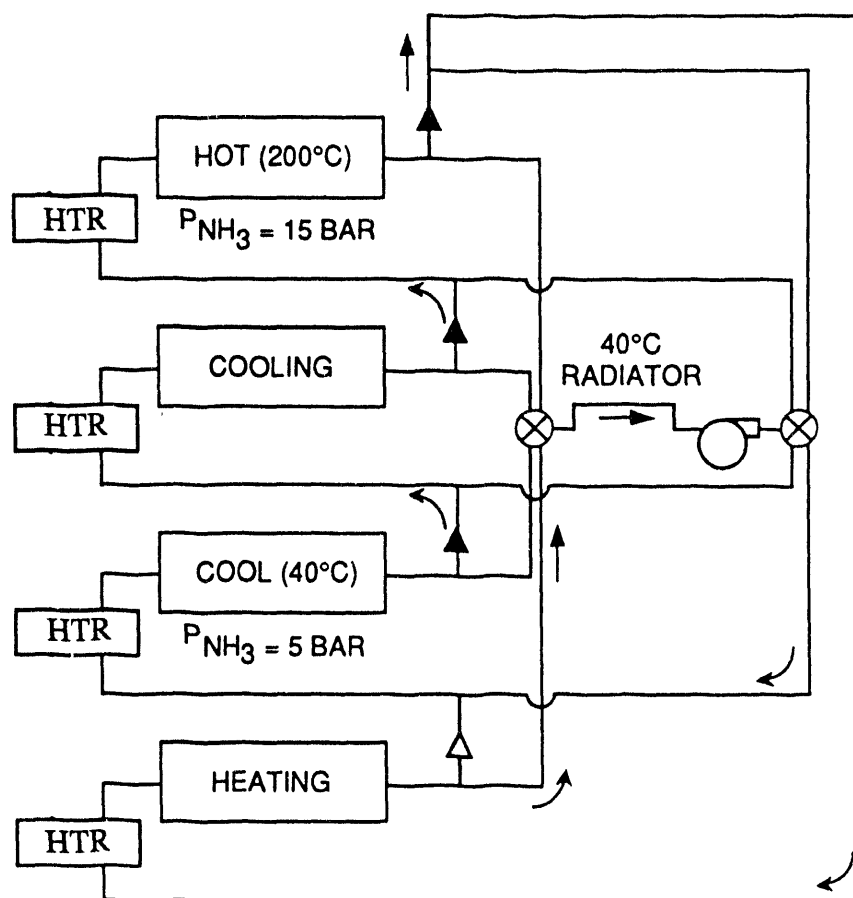 HOT (200°C)
HTR
PNH3 = 15 BAR
COOLING
40°C
RADIATOR
HTR
COOL (40°C)
HTR
PNH3 = 5 BAR
HEATING
HTR